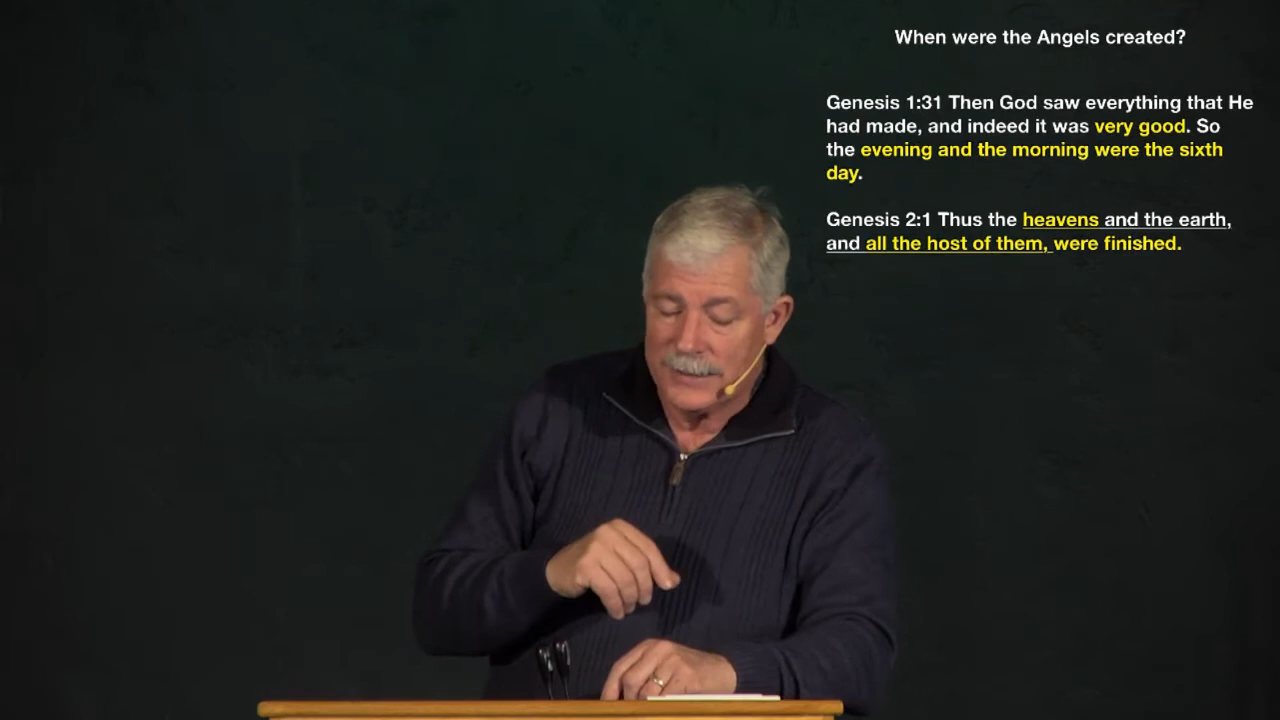 When were the Angels created?
Genesis 1:31 Then God saw everything that He
had made, and indeed it was very good. So
the evening and the morning were the sixth
day.
Genesis 2:1 Thus the heavens and the earth,
and all the host of them, were finished.